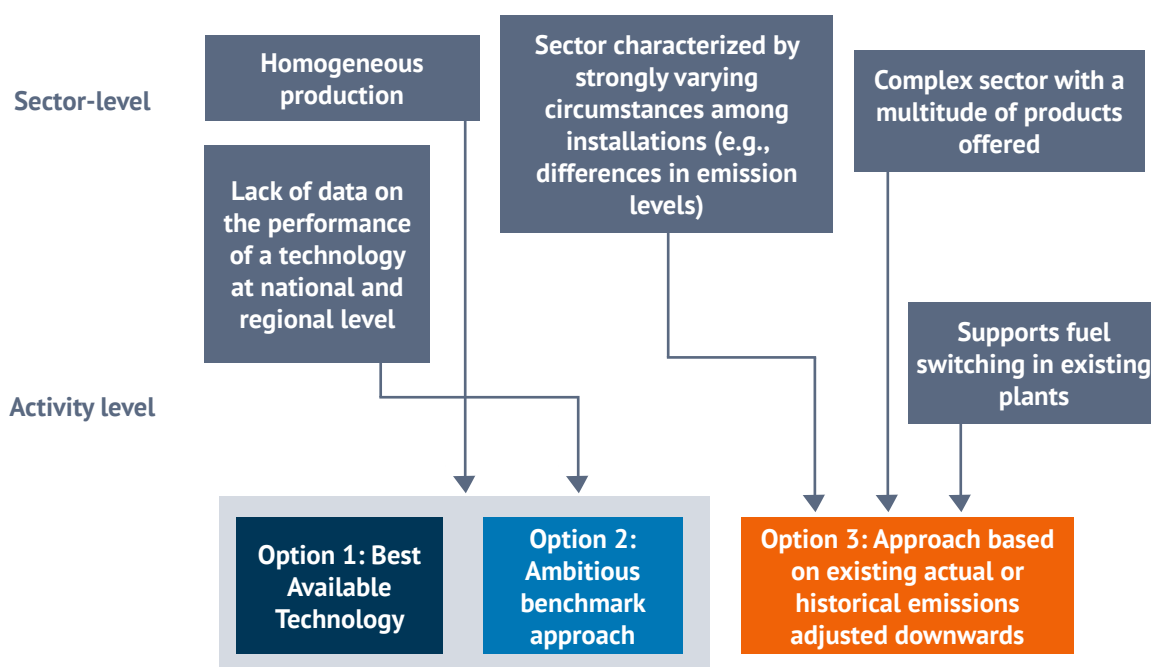 Sector-level
Homogeneous
production
Sector characterized by
strongly varying
circumstances among
installations (e.g.,
differences in emission
levels)
Complex sector with a
multitude of products
offered
Lack of data on
the performance
of a technology
at national and
regional level
Supports fuel
switching in existing
plants
Activity level
Option 1: Best
Available
Technology
Option 2:
Ambitious
benchmark
approach
Option 3: Approach based
on existing actual or
historical emissions
adjusted downwards